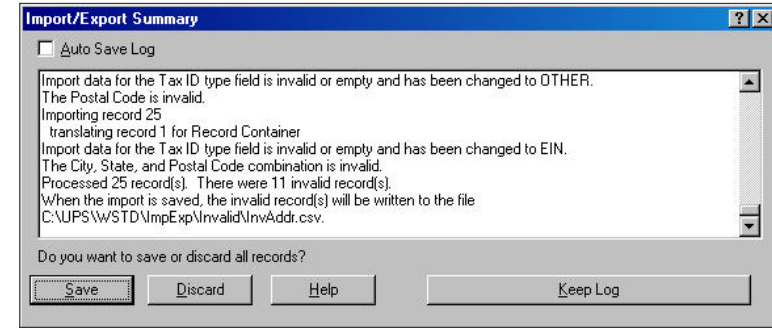 Import/Export Summary
Auto Save Log
Import data for the Tax ID type field is invalid or empty and has been changed to OTHER.
The Postal Code is invalid.
Importing record 25
translating record 1 for Record Container
Import data for the Tax ID type field is invalid or empty and has been changed to EIN.
The City, State, and Postal Code combination is invalid.
Processed 25 record(s). There were 11 invalid record(s).
When the import is saved, the invalid record(s) will be written to the file
C:\UPS\WSTD\ImpExp\Invalid\InvAddr.csv.
Do you want to save or discard all records?
Save Discard Help Keep Log